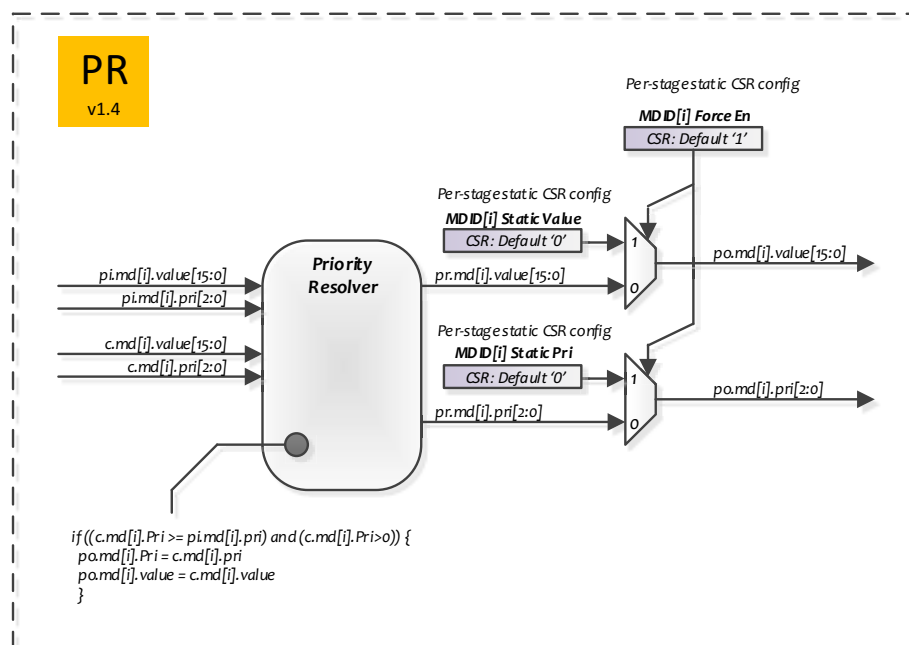 PR
v1.4
Per-stage static CSR config
MDID[i] Force En
CSR: Default ‘1’
Per-stage static CSR config
MDID[i] Static Value
CSR: Default ‘0’
1
0
po.md[i].value[15:0]
Priority
Resolver
pi.md[i].value[15:0]
pi.md[i].pri[2:0]
c.md[i].value[15:0]
c.md[i].pri[2:0]
pr.md[i].value[15:0]
Per-stage static CSR config
MDID[i] Static Pri
CSR: Default ‘0’
1
0
po.md[i].pri[2:0]
pr.md[i].pri[2:0]
if ((c.md[i].Pri >= pi.md[i].pri) and (c.md[i].Pri>0)) {
po.md[i].Pri = c.md[i].pri
po.md[i].value = c.md[i].value
}